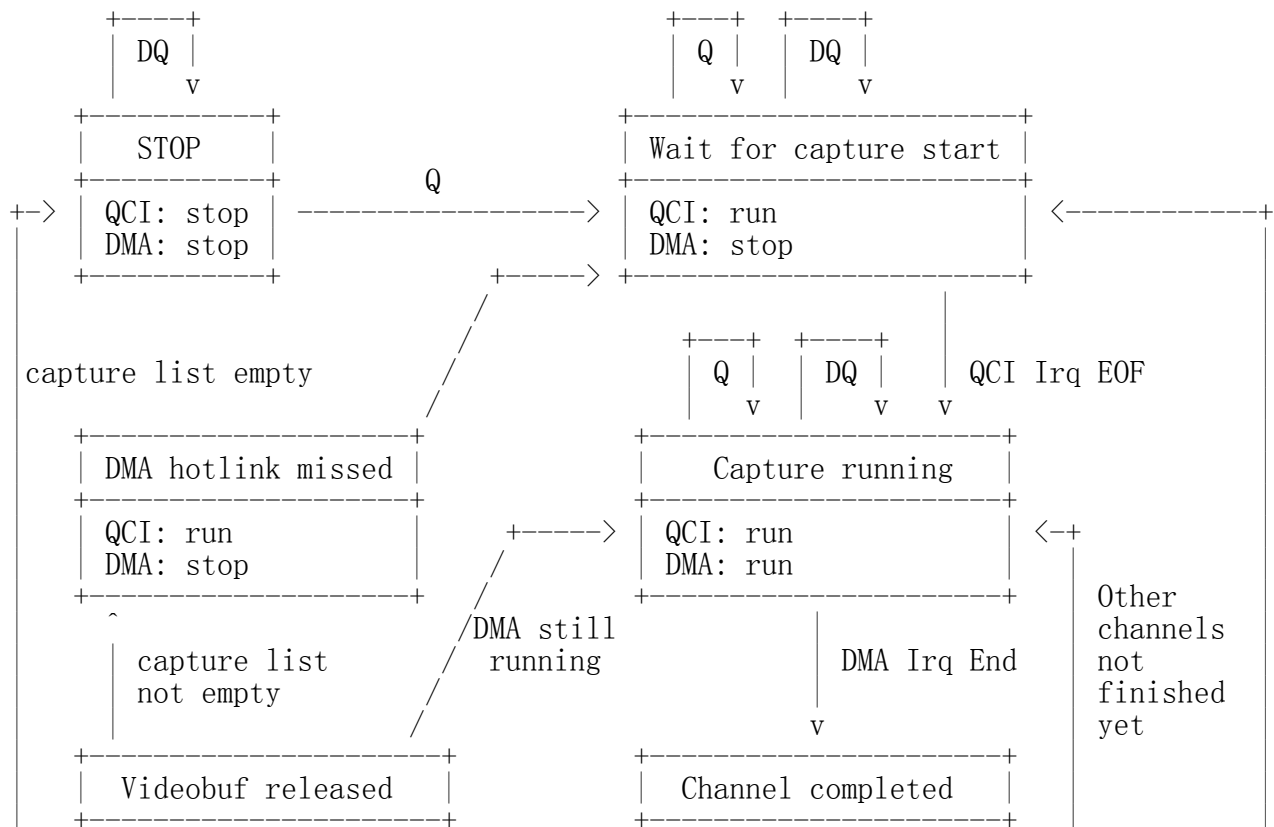 DQ Q DQ
v v v
STOP Wait for capture start
Q
QCI: stop QCI: run
DMA: stop DMA: stop
Q DQ
capture list empty QCI Irq EOF
v v v
DMA hotlink missed Capture running
QCI: run QCI: run
DMA: stop DMA: run
^ Other
DMA still channels
capture list running DMA Irq End not
not empty finished
v yet
Videobuf released Channel completed